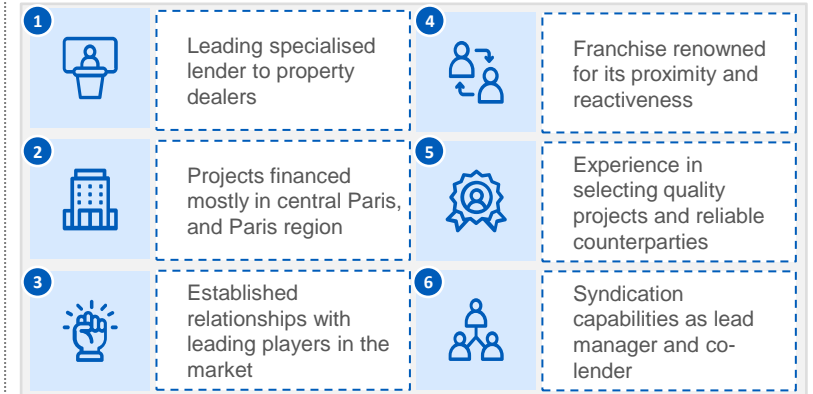 1
Leading specialised
lender to property
dealers
2
Projects financed
mostly in central Paris,
and Paris region
3
Established
relationships with
leading players in the
market
4
Franchise renowned
for its proximity and
reactiveness
5
Experience in
selecting quality
projects and reliable
counterparties
6
Syndication
capabilities as lead
manager and co-
lender